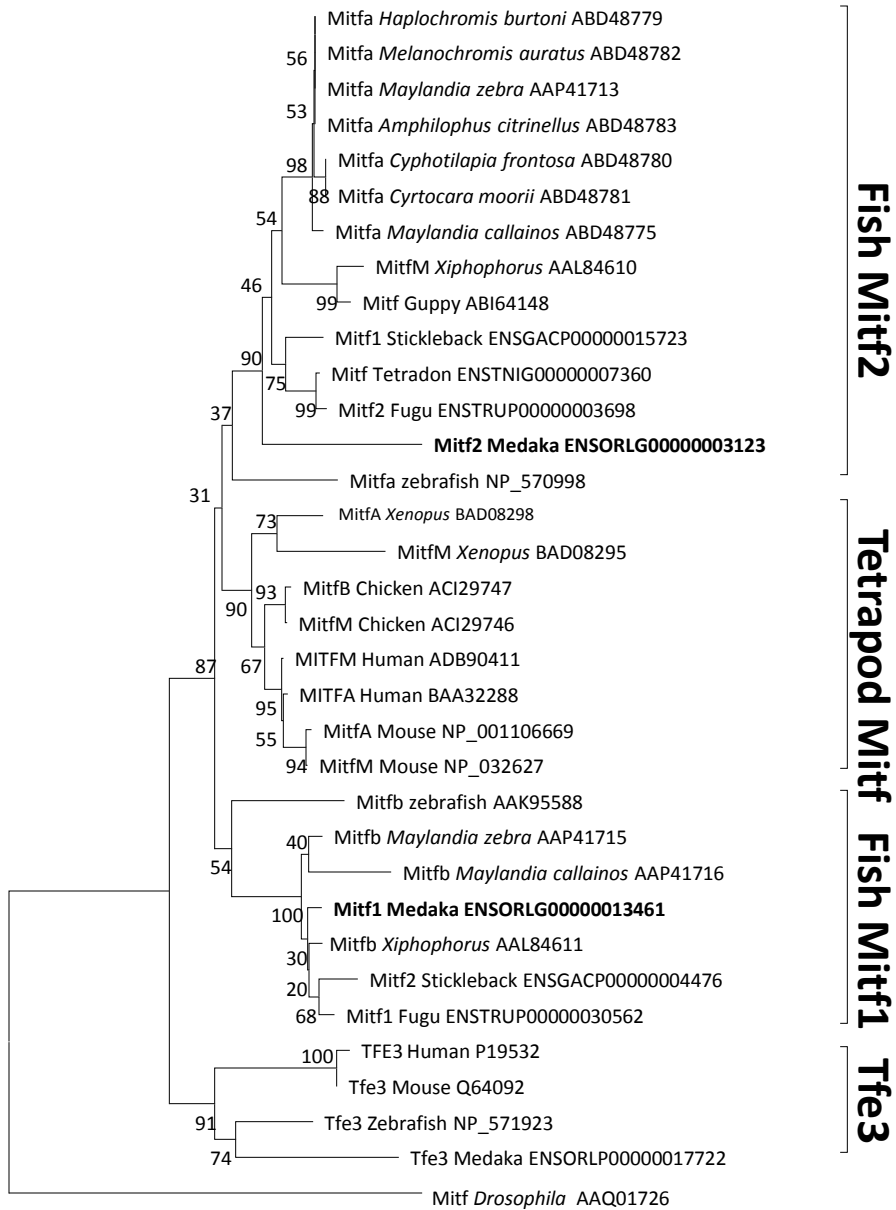 Mitfa Haplochromis burtoni ABD48779
56
Mitfa Melanochromis auratus ABD48782
Mitfa Maylandia zebra AAP41713
53
Mitfa Amphilophus citrinellus ABD48783
98
Mitfa Cyphotilapia frontosa ABD48780
88
Mitfa Cyrtocara moorii ABD48781
54
Mitfa Maylandia callainos ABD48775
MitfM Xiphophorus AAL84610
46
99
Mitf Guppy ABI64148
Mitf1 Stickleback ENSGACP00000015723
90
75
Mitf Tetradon ENSTNIG00000007360
99
Mitf2 Fugu ENSTRUP00000003698
37
Mitf2 Medaka ENSORLG00000003123
Mitfa zebrafish NP_570998
Fish Mitf2
31
73
MitfA Xenopus BAD08298
MitfM Xenopus BAD08295
93
MitfB Chicken ACI29747
90
MitfM Chicken ACI29746
87
67
MITFM Human ADB90411
95
MITFA Human BAA32288
55
MitfA Mouse NP_001106669
94
MitfM Mouse NP_032627
Tetrapod Mitf
Mitfb zebrafish AAK95588
40
Mitfb Maylandia zebra AAP41715
54
Mitfb Maylandia callainos AAP41716
100
Mitf1 Medaka ENSORLG00000013461
30
Mitfb Xiphophorus AAL84611
20
Mitf2 Stickleback ENSGACP00000004476
68
Mitf1 Fugu ENSTRUP00000030562
Fish Mitf1
100
TFE3 Human P19532
Tfe3 Mouse Q64092
91
Tfe3 Zebrafish NP_571923
74
Tfe3 Medaka ENSORLP00000017722
Tfe3
Mitf Drosophila AAQ01726